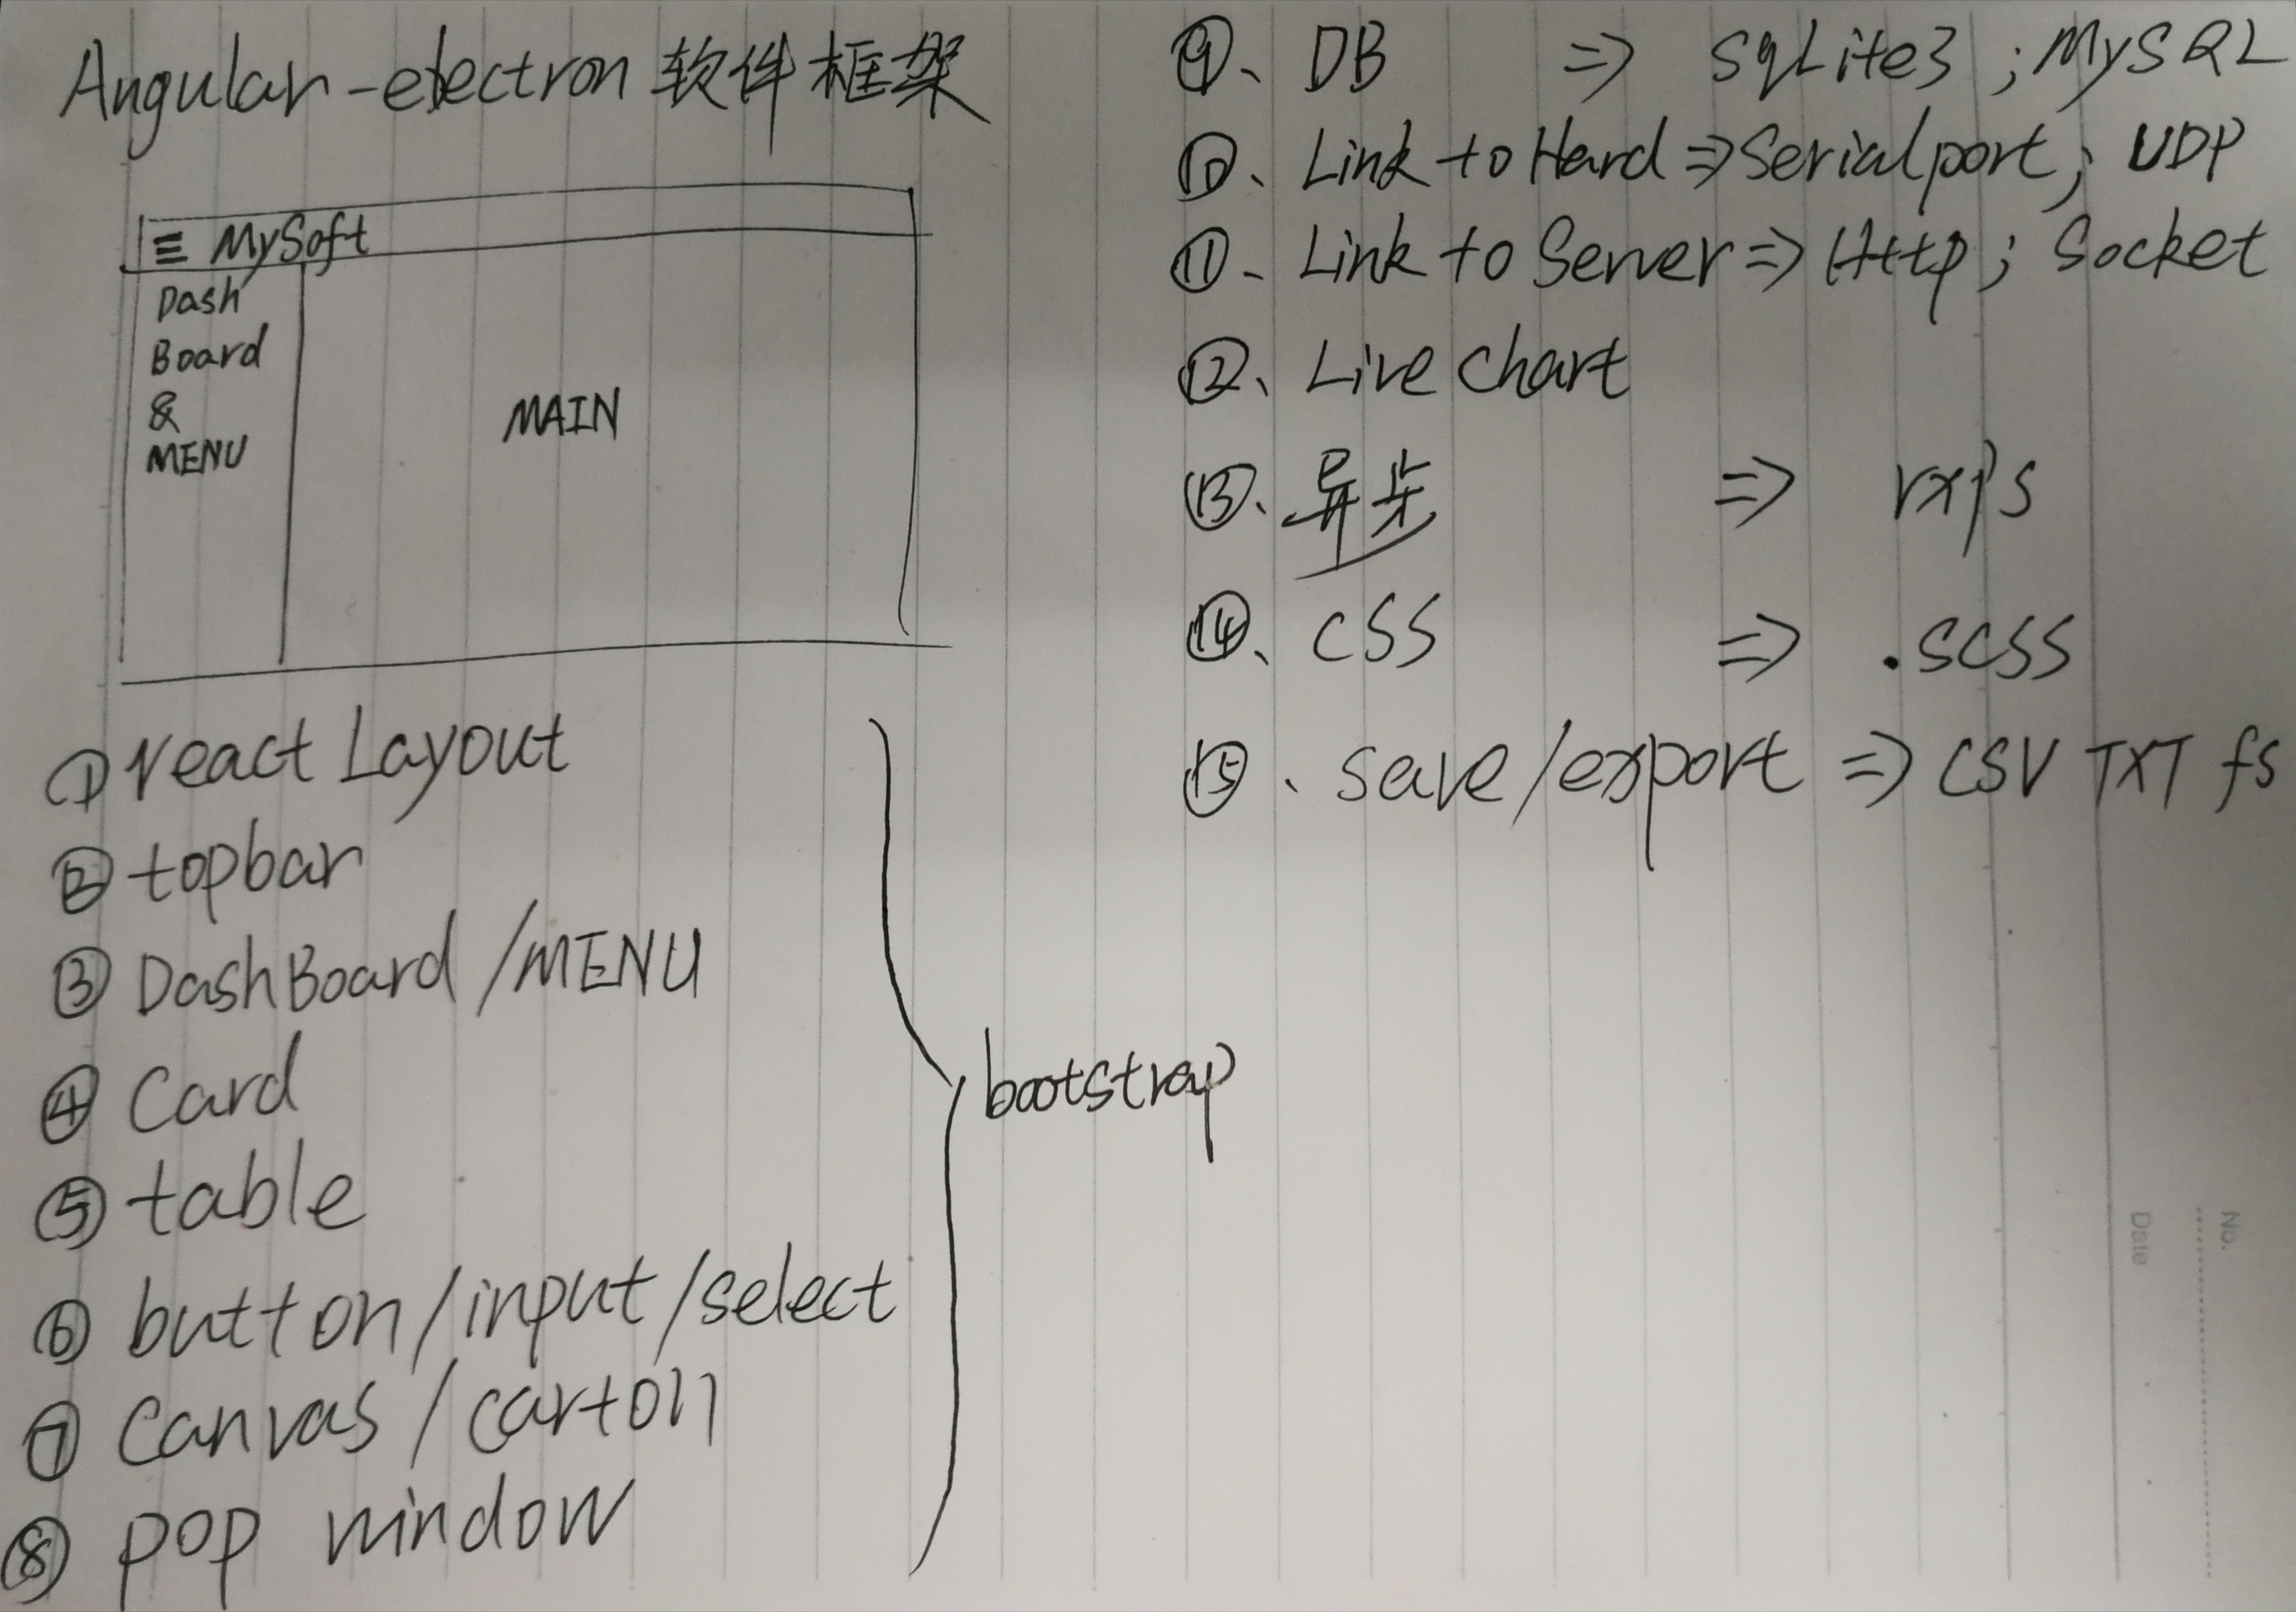 Angular-electron 软件框架
☰ MySoft
Dash
Board
&
MENU
MAIN
① react Layout
② topbar
③ DashBoard /MENU
④ Card
⑤ table
⑥ button/input/select
⑦ Canvas/cartoon
⑧ pop window
bootstrap
⑨、DB => SqLite3 ; MySQL
⑩、Link to Hard => Serialport; UDP
⑪、Link to Server => Http; Socket
⑫、Live Chart
⑬、异步 => rxjs
⑭、CSS => .scss
⑮、save/export => CSV TXT fs
No.
Date